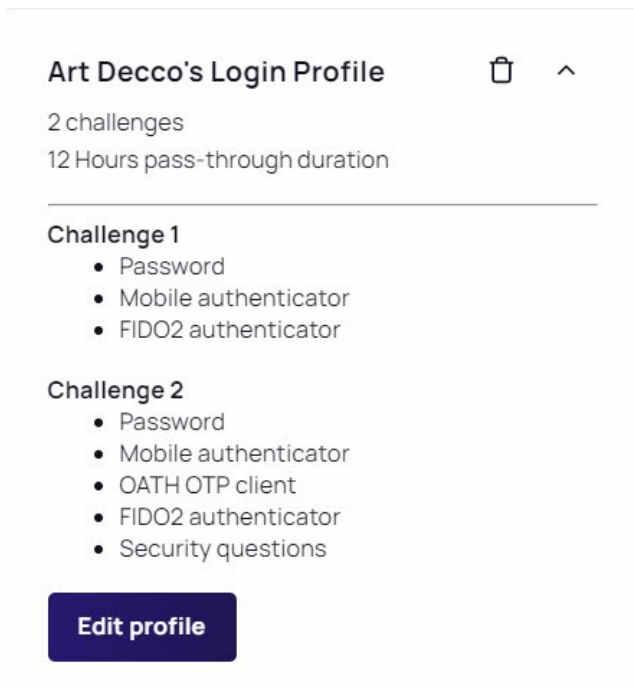 Art Decco's Login Profile
2 challenges
12 Hours pass-through duration
Challenge 1
• Password
• Mobile authenticator
• FIDO2 authenticator
Challenge 2
• Password
• Mobile authenticator
• OATH OTP client
• FIDO2 authenticator
• Security questions
Edit profile